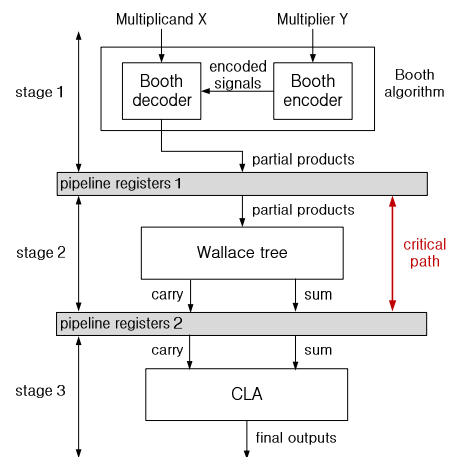 Multiplicand X
Multiplier Y
stage 1
Booth
decoder
encoded
signals
Booth
encoder
Booth
algorithm
partial products
pipeline registers 1
partial products
stage 2
Wallace tree
critical
path
carry
sum
pipeline registers 2
carry
sum
stage 3
CLA
final outputs